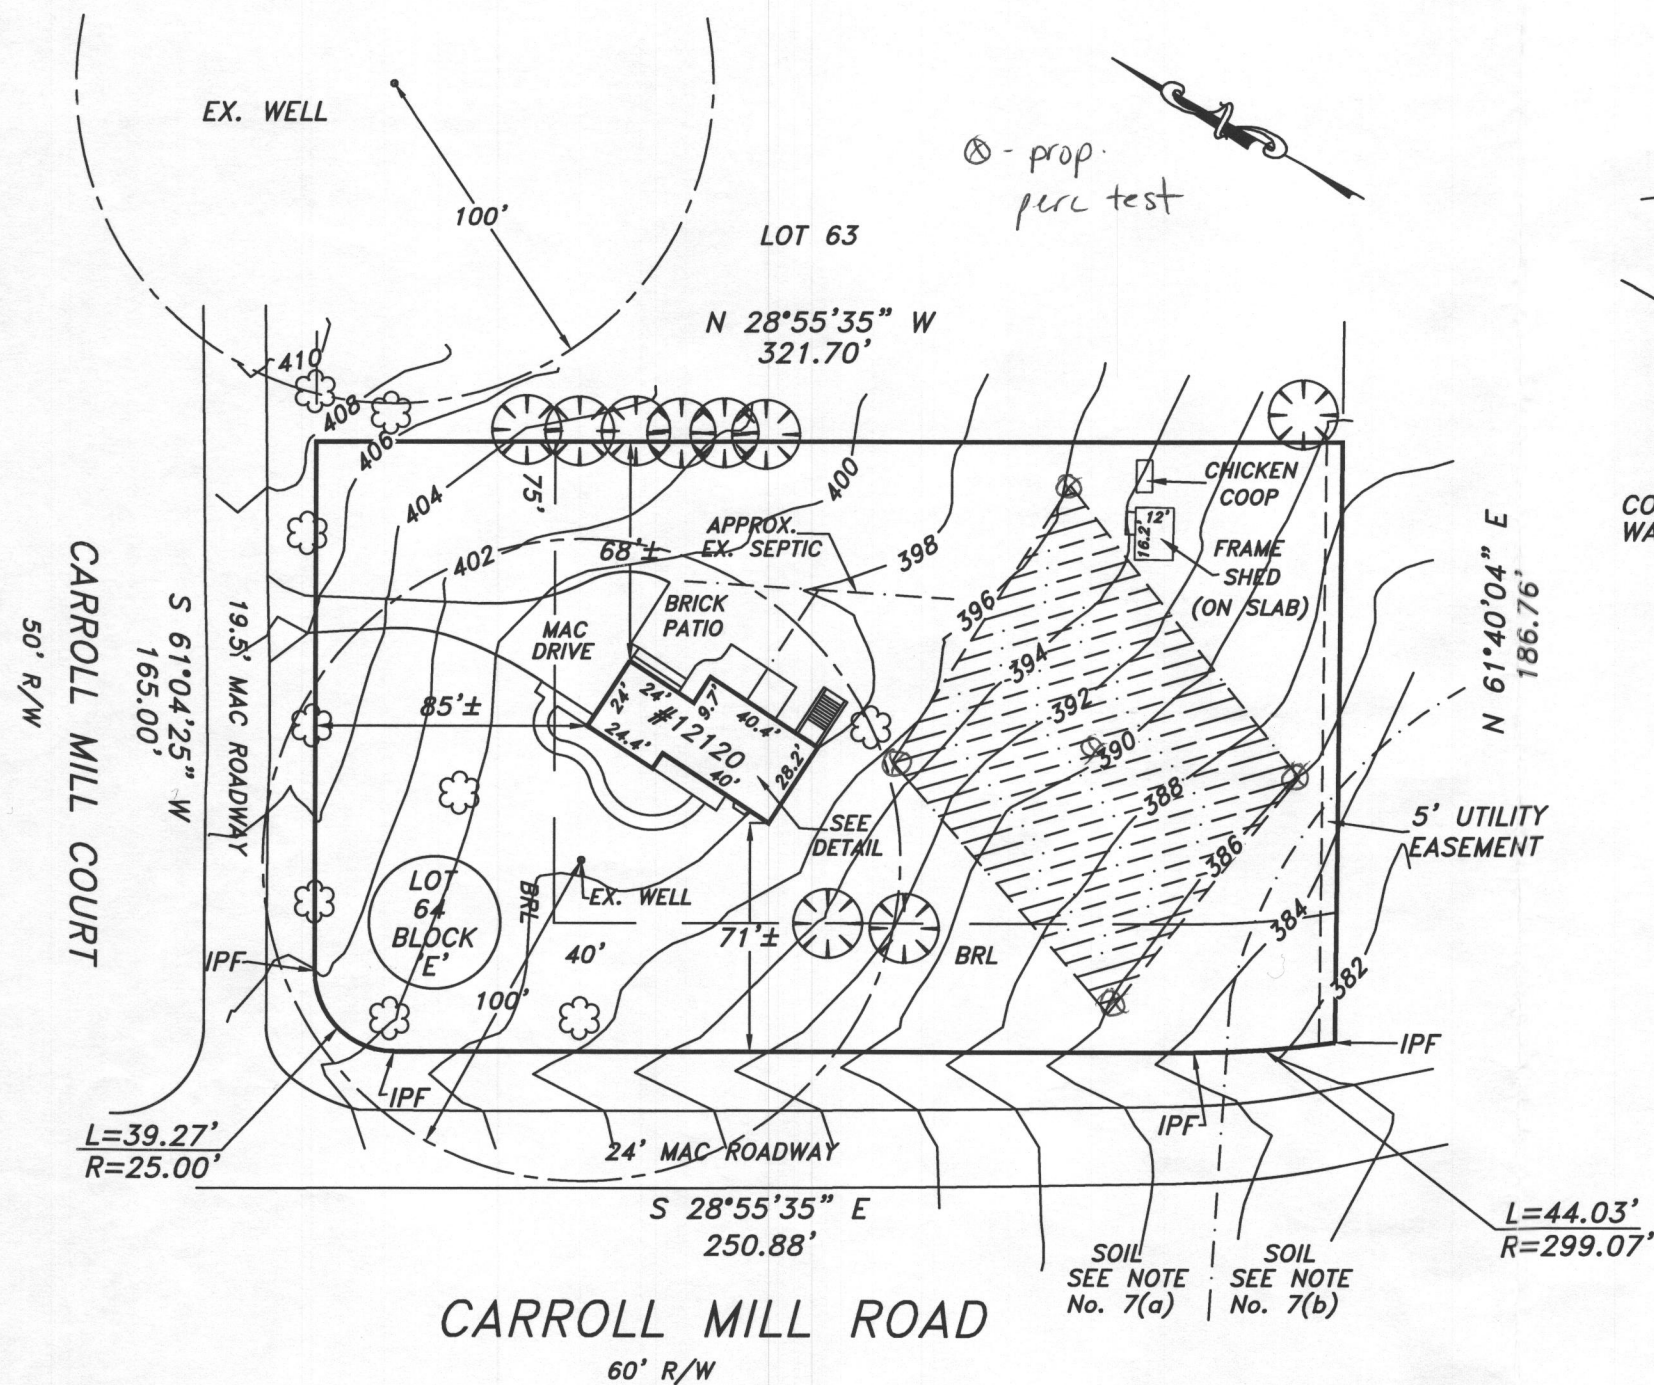 EX. WELL
100'
⊗ - prop.
perc test
N
LOT 63
N 28°55'35" W
321.70'
410
408
406
404
402
400
398
396
394
392
390
388
386
384
382
75'
68'±
APPROX.
EX. SEPTIC
CHICKEN
COOP
12'
16.2'
FRAME
SHED
(ON SLAB)
CO
WA
N 61°40'04" E
186.76'
CARROLL MILL COURT
50' R/W
S 61°04'25" W
165.00'
19.5' MAC ROADWAY
MAC
DRIVE
BRICK
PATIO
85'±
24'
24'
9.7'
40.4'
#12120
24.4'
40'
28.2'
SEE
DETAIL
5' UTILITY
EASEMENT
LOT
64
BLOCK
'E'
BRL
EX. WELL
40'
71'±
BRL
100'
IPF
IPF
IPF
IPF
L=39.27'
R=25.00'
24' MAC ROADWAY
S 28°55'35" E
250.88'
L=44.03'
R=299.07'
SOIL
SEE NOTE
No. 7(a)
SOIL
SEE NOTE
No. 7(b)
CARROLL MILL ROAD
60' R/W